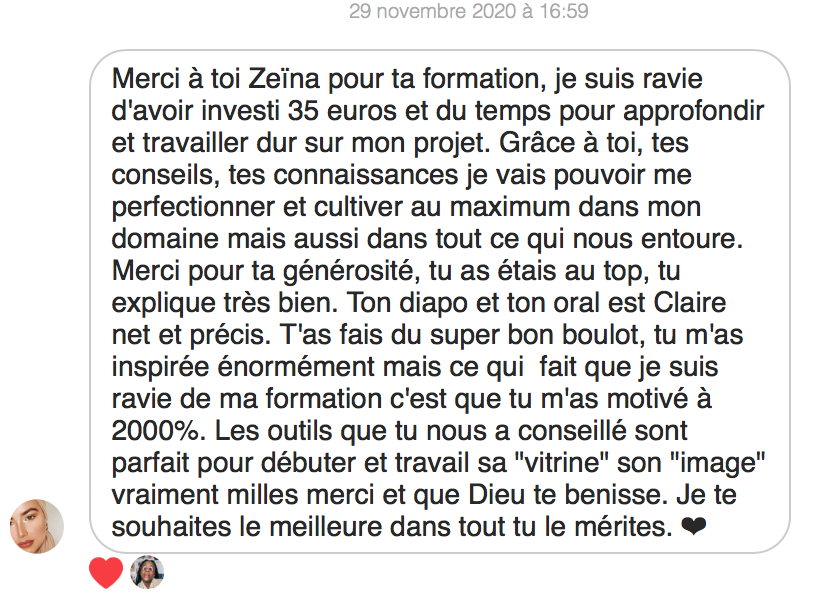 29 novembre 2020 à 16:59
Merci à toi Zeïna pour ta formation, je suis ravie
d'avoir investi 35 euros et du temps pour approfondir
et travailler dur sur mon projet. Grâce à toi, tes
conseils, tes connaissances je vais pouvoir me
perfectionner et cultiver au maximum dans mon
domaine mais aussi dans tout ce qui nous entoure.
Merci pour ta générosité, tu as étais au top, tu
explique très bien. Ton diapo et ton oral est Claire
net et précis. T'as fais du super bon boulot, tu m'as
inspirée énormément mais ce qui  fait que je suis
ravie de ma formation c'est que tu m'as motivé à
2000%. Les outils que tu nous a conseillé sont
parfait pour débuter et travail sa "vitrine" son "image"
vraiment milles merci et que Dieu te benisse. Je te
souhaites le meilleure dans tout tu le mérites. ❤